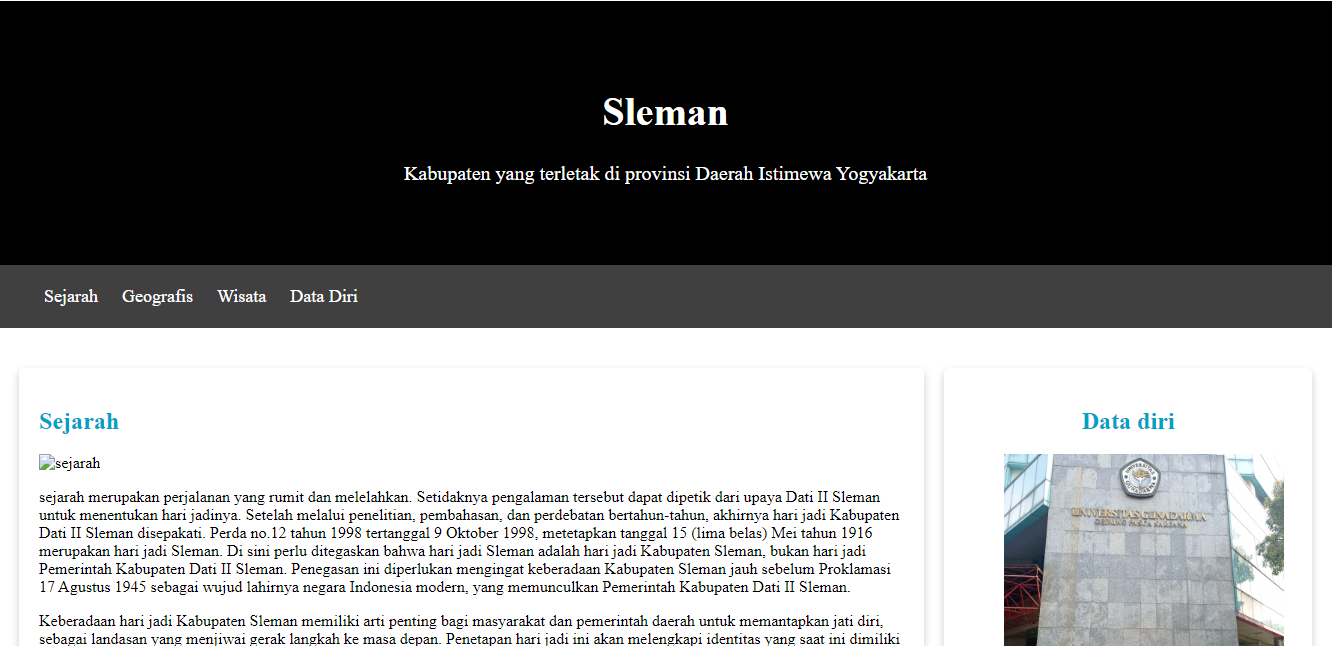 Sleman
Kabupaten yang terletak di provinsi Daerah Istimewa Yogyakarta
Sejarah Geografis Wisata Data Diri
Sejarah
sejarah
sejarah merupakan perjalanan yang rumit dan melelahkan. Setidaknya pengalaman tersebut dapat dipetik dari upaya Dati II Sleman
untuk menentukan hari jadinya. Setelah melalui penelitian, pembahasan, dan perdebatan bertahun-tahun, akhirnya hari jadi Kabupaten
Dati II Sleman disepakati. Perda no.12 tahun 1998 tertanggal 9 Oktober 1998, metetapkan tanggal 15 (lima belas) Mei tahun 1916
merupakan hari jadi Sleman. Di sini perlu ditegaskan bahwa hari jadi Sleman adalah hari jadi Kabupaten Sleman, bukan hari jadi
Pemerintah Kabupaten Dati II Sleman. Penegasan ini diperlukan mengingat keberadaan Kabupaten Sleman jauh sebelum Proklamasi
17 Agustus 1945 sebagai wujud lahirnya negara Indonesia modern, yang memunculkan Pemerintah Kabupaten Dati II Sleman.
Keberadaan hari jadi Kabupaten Sleman memiliki arti penting bagi masyarakat dan pemerintah daerah untuk memantapkan jati diri,
sebagai landasan yang menjiwai gerak langkah ke masa depan. Penetapan hari jadi ini akan melengkapi identitas yang saat ini dimiliki
Data diri
UNIVERSITAS GUNADARMA